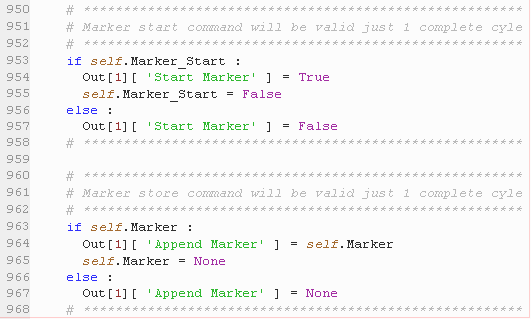 950 # ******************************************************
951 # Marker start command will be valid just 1 complete cyle
952 # ******************************************************
953 if self.Marker_Start :
954 Out[1][ 'Start Marker' ] = True
955 self.Marker_Start = False
956 else :
957 Out[1][ 'Start Marker' ] = False
958 # ******************************************************
959
960 # ******************************************************
961 # Marker store command will be valid just 1 complete cyle
962 # ******************************************************
963 if self.Marker :
964 Out[1][ 'Append Marker' ] = self.Marker
965 self.Marker = None
966 else :
967 Out[1][ 'Append Marker' ] = None
968 # ******************************************************